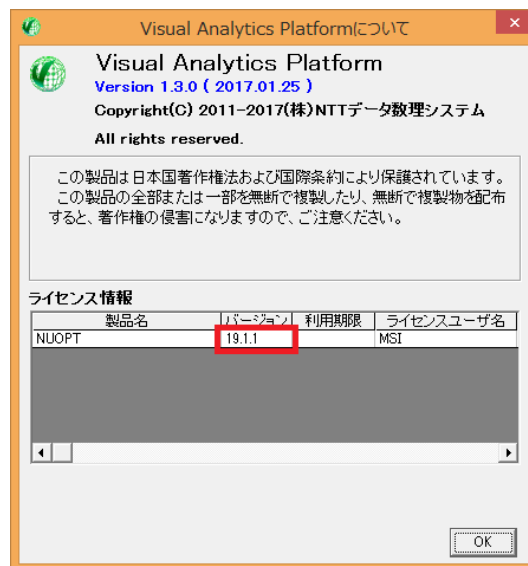 Visual Analytics Platformについて
Visual Analytics Platform
Version 1.3.0 ( 2017.01.25 )
Copyright(C) 2011-2017(株)NTTデータ数理システム
All rights reserved.
この製品は日本国著作権法および国際条約により保護されています。
この製品の全部または一部を無断で複製したり、無断で複製物を配布
すると、著作権の侵害になりますので、ご注意ください。
ライセンス情報
製品名 バージョン 利用期限 ライセンスユーザ名
NUOPT 19.1.1 MSI
OK